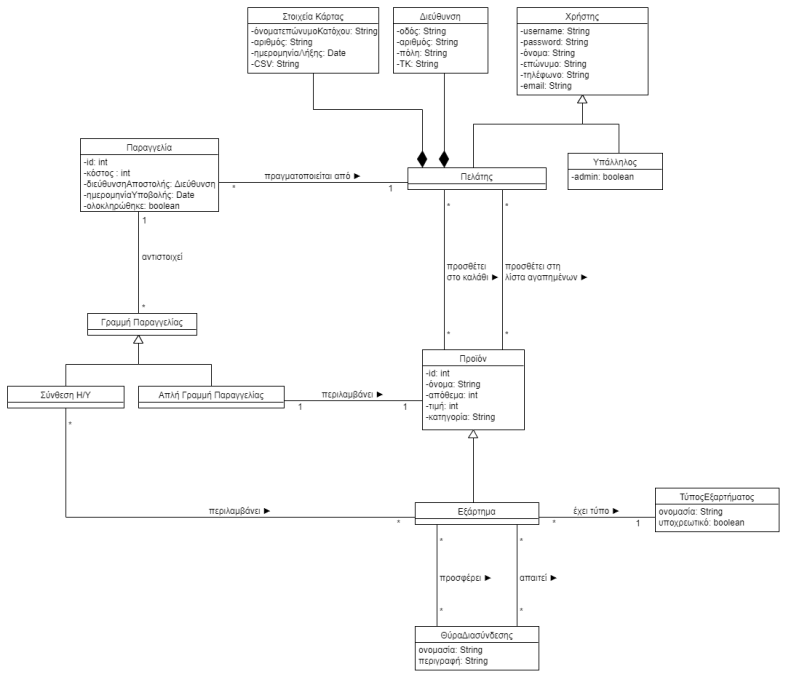 Στοιχεία Κάρτας
-όνοματεπώνυμοΚατόχου: String
-αριθμός: String
-ημερομηνίαΛήξης: Date
-CSV: String
Διεύθυνση
-οδός: String
-αριθμός: String
-πόλη: String
-ΤΚ: String
Χρήστης
-username: String
-password: String
-όνομα: String
-επώνυμο: String
-τηλέφωνο: String
-email: String
Παραγγελία
-id: int
-κόστος : int
-διεύθυνσηΑποστολής: Διεύθυνση
-ημερομηνίαΥποβολής: Date
-ολοκληρώθηκε: boolean
πραγματοποιείται από ►
*
1
Πελάτης
Υπάλληλος
-admin: boolean
1
αντιστοιχεί
*
*
*
προσθέτει
στο καλάθι ►
προσθέτει στη
λίστα αγαπημένων ►
*
*
Γραμμή Παραγγελίας
Προϊόν
-id: int
-όνομα: String
-απόθεμα: int
-τιμή: int
-κατηγορία: String
Σύνθεση Η/Υ
Απλή Γραμμή Παραγγελίας
περιλαμβάνει ►
1
1
*
περιλαμβάνει ►
*
Εξάρτημα
έχει τύπο ►
*
1
ΤύποςΕξαρτήματος
ονομασία: String
υποχρεωτικό: boolean
*
*
προσφέρει ►
απαιτεί ►
*
*
ΘύραΔιασύνδεσης
ονομασία: String
περιγραφή: String